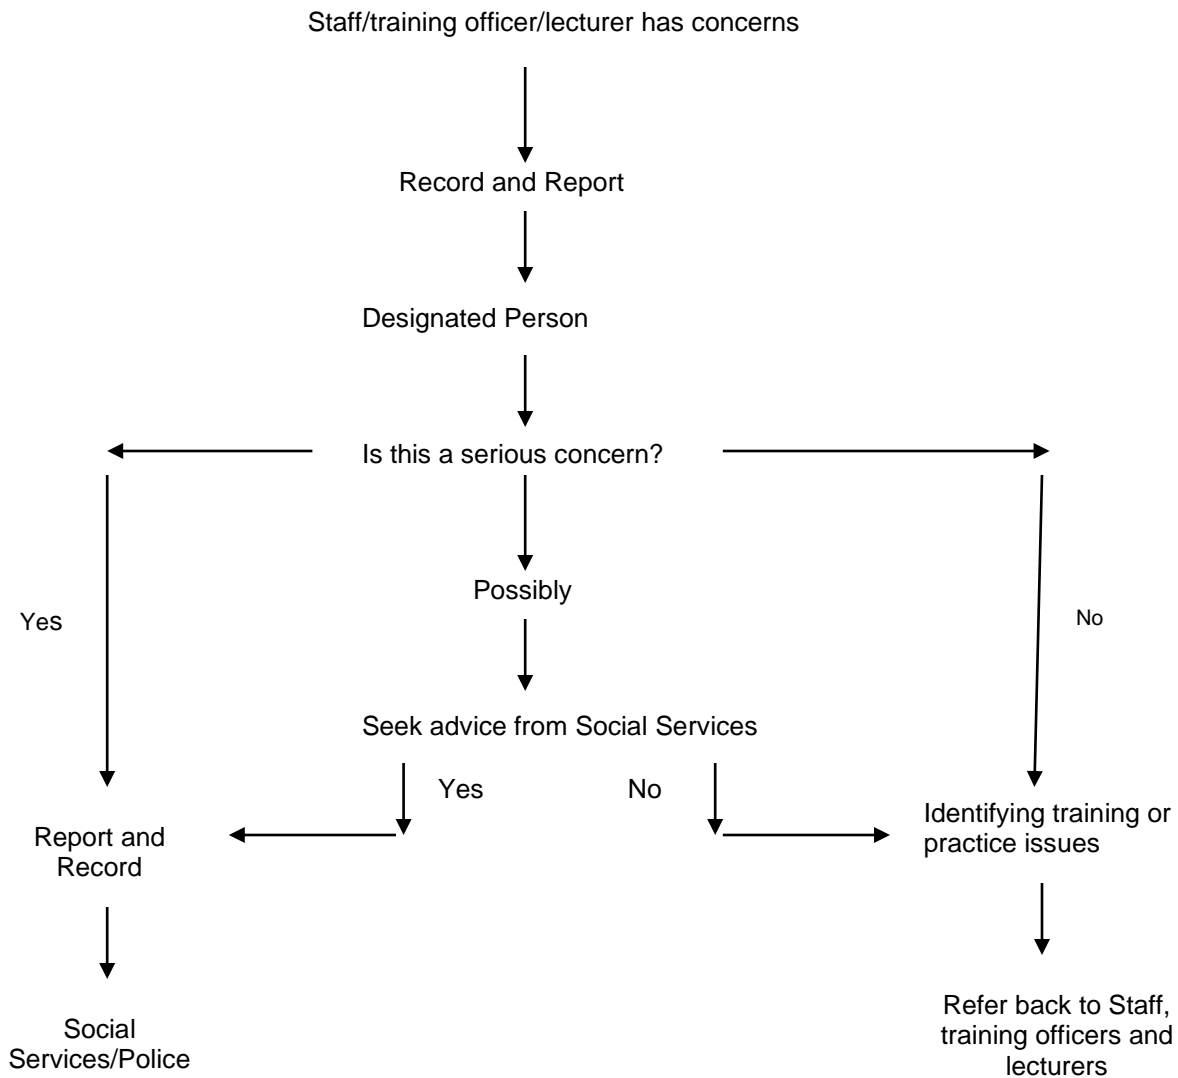 Staff/training officer/lecturer has concerns
Record and Report
Designated Person
Is this a serious concern?
Possibly
Yes
No
Seek advice from Social Services
Yes
No
Report and
Record
Identifying training or
practice issues
Social
Services/Police
Refer back to Staff,
training officers and
lecturers